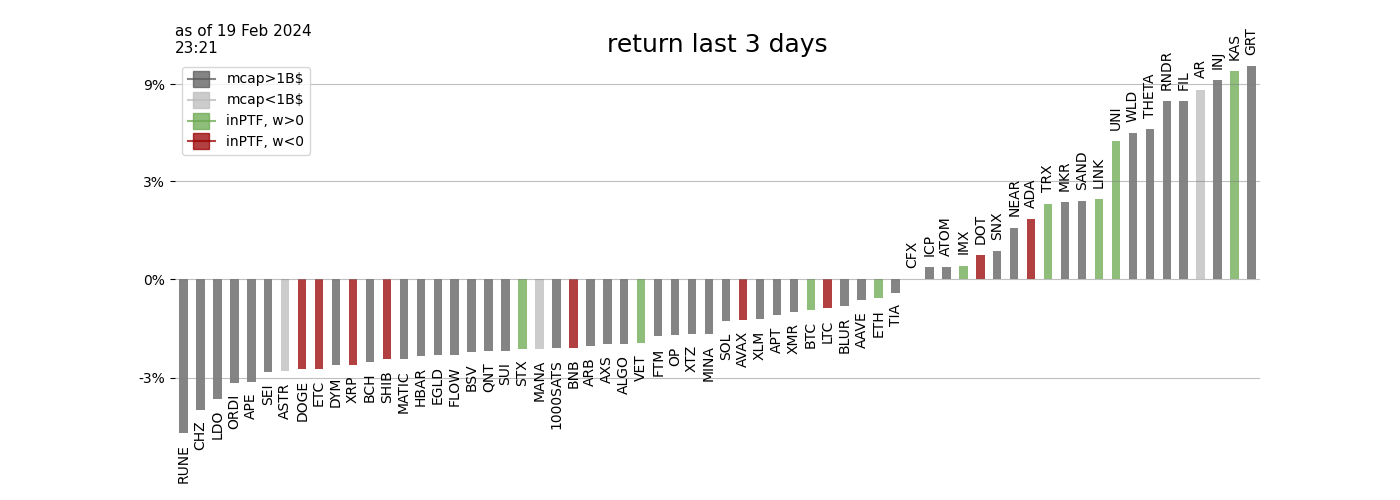 as of 19 Feb 2024
23:21
return last 3 days
mcap>1B$
mcap<1B$
inPTF, w>0
inPTF, w<0
9%
3%
0%
-3%
RUNE
CHZ
LDO
ORDI
APE
SEI
ASTR
DOGE
ETC
DYM
XRP
BCH
SHIB
MATIC
HBAR
EGLD
FLOW
BSV
QNT
SUI
STX
MANA
1000SATS
BNB
ARB
AXS
ALGO
VET
FTM
OP
XTZ
MINA
SOL
AVAX
XLM
APT
XMR
BTC
LTC
BLUR
AAVE
ETH
TIA
CFX
ICP
ATOM
IMX
DOT
SNX
NEAR
ADA
TRX
MKR
SAND
LINK
UNI
WLD
THETA
RNDR
FIL
AR
INJ
KAS
GRT